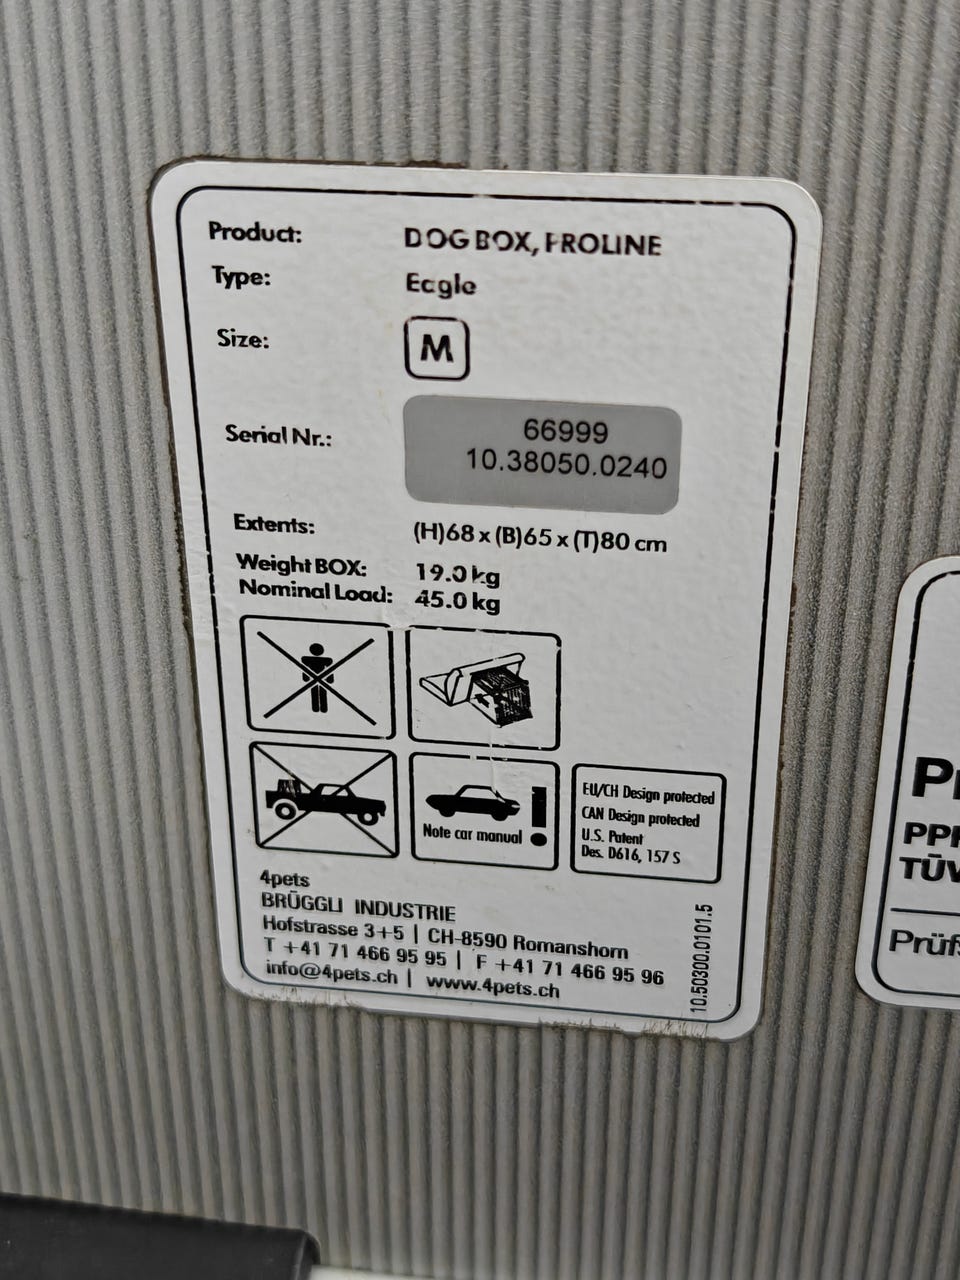 Product: DOG BOX, PROLINE
Type: Eagle
Size: M
Serial Nr.: 66999
10.38050.0240
Extents: (H)68 x (B)65 x (T)80 cm
Weight BOX: 19.0 kg
Nominal Load: 45.0 kg
Note car manual !
EU/CH Design protected
CAN Design protected
U.S. Patent
Des. D616, 157 S
4pets
BRÜGGLI INDUSTRIE
Hofstrasse 3+5 | CH-8590 Romanshorn
T +41 71 466 95 95 | F +41 71 466 95 96
info@4pets.ch | www.4pets.ch
10.50300.0101.5
TÜV